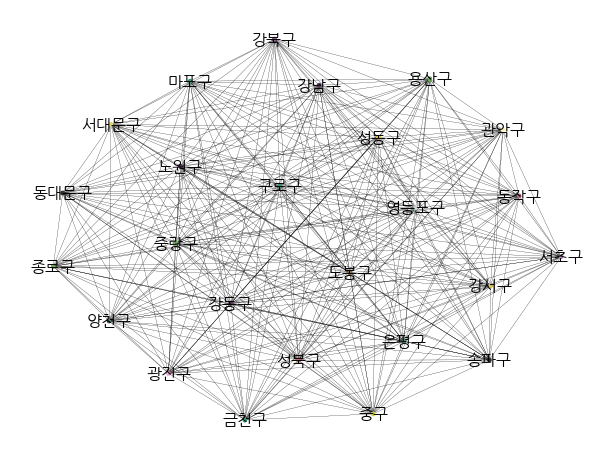 강북구
마포구
강남구
용산구
서대문구
관악구
성동구
노원구
구로구
동대문구
동작구
영등포구
중랑구
서초구
종로구
도봉구
강서구
강동구
양천구
은평구
성북구
송파구
광진구
금천구
중구